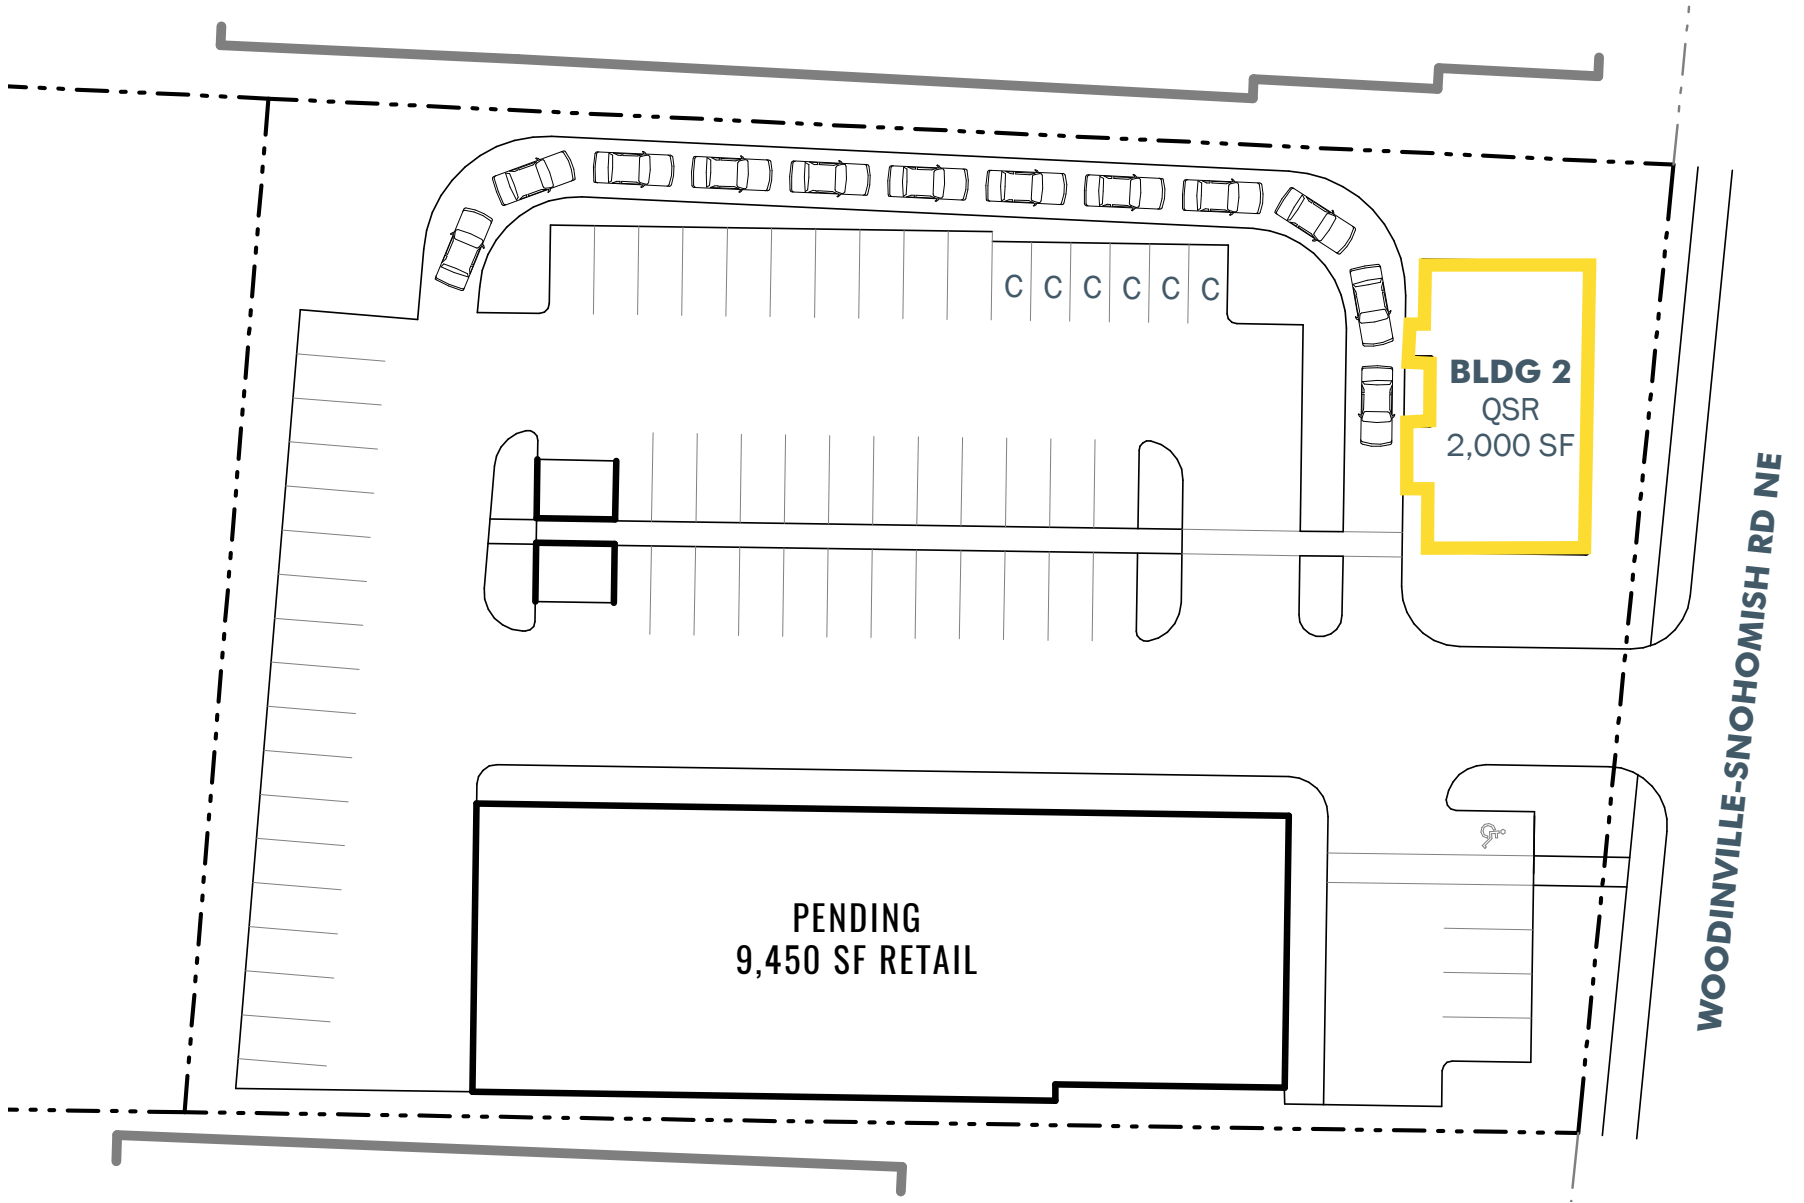 C C C C C C
BLDG 2
QSR
2,000 SF
WOODINVILLE-SNOHOMISH RD NE
PENDING
9,450 SF RETAIL